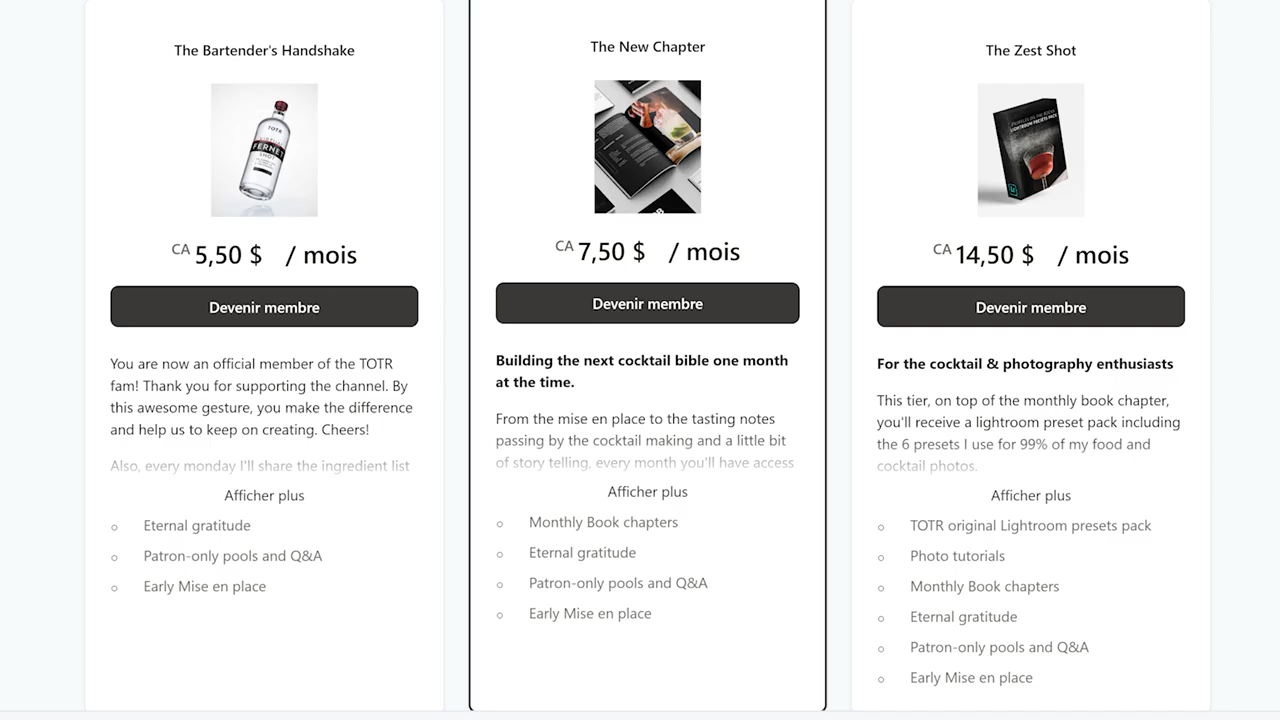 The Bartender's Handshake
TOTR
FERNET
CA 5,50 $ / mois
Devenir membre
You are now an official member of the TOTR
fam! Thank you for supporting the channel. By
this awesome gesture, you make the difference
and help us to keep on creating. Cheers!
Also, every monday I'll share the ingredient list
Afficher plus
Eternal gratitude
Patron-only pools and Q&A
Early Mise en place
The New Chapter
CA 7,50 $ / mois
Devenir membre
Building the next cocktail bible one month
at the time.
From the mise en place to the tasting notes
passing by the cocktail making and a little bit
of story telling, every month you'll have access
Afficher plus
Monthly Book chapters
Eternal gratitude
Patron-only pools and Q&A
Early Mise en place
The Zest Shot
LIGHTROOM PRESETS PACK
CA 14,50 $ / mois
Devenir membre
For the cocktail & photography enthusiasts
This tier, on top of the monthly book chapter,
you'll receive a lightroom preset pack including
the 6 presets I use for 99% of my food and
cocktail photos.
Afficher plus
TOTR original Lightroom presets pack
Photo tutorials
Monthly Book chapters
Eternal gratitude
Patron-only pools and Q&A
Early Mise en place